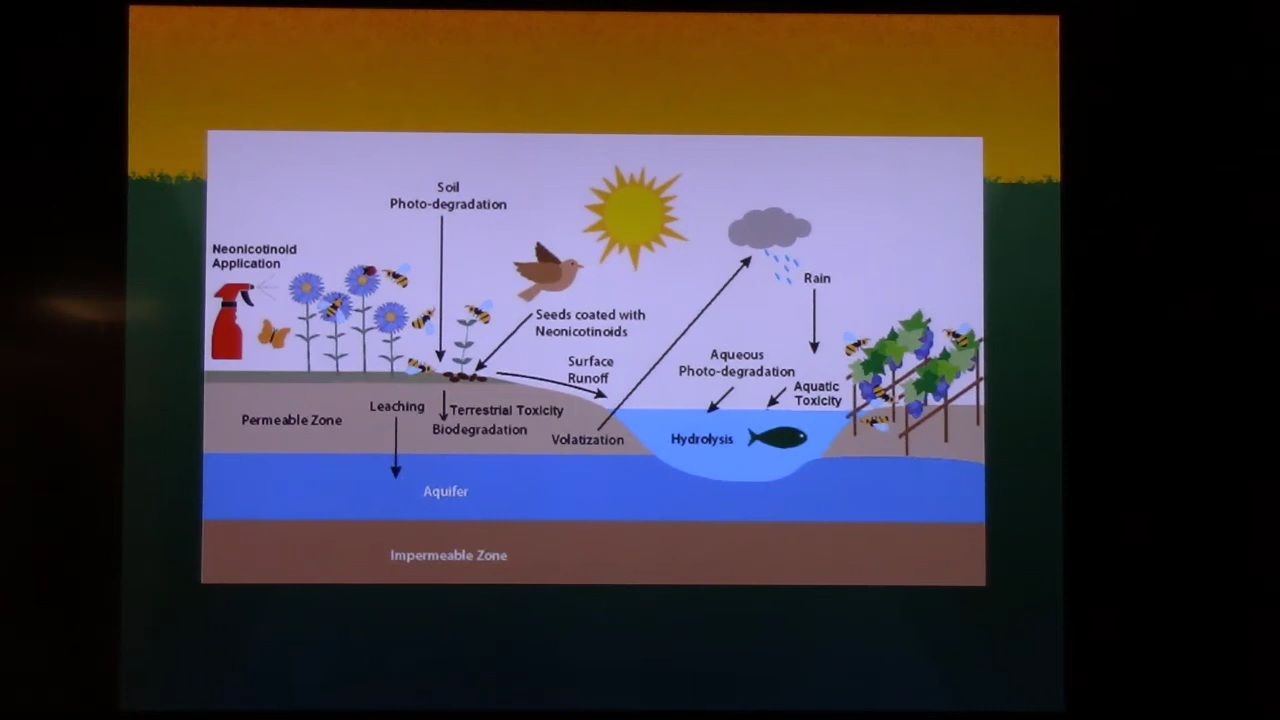 Soil
Photo-degradation
Neonicotinoid
Application
Rain
Seeds coated with
Neonicotinoids
Surface
Runoff
Aqueous
Photo-degradation
Aquatic
Toxicity
Leaching
Terrestrial Toxicity
Permeable Zone
Biodegradation
Volatization
Hydrolysis
Aquifer
Impermeable Zone